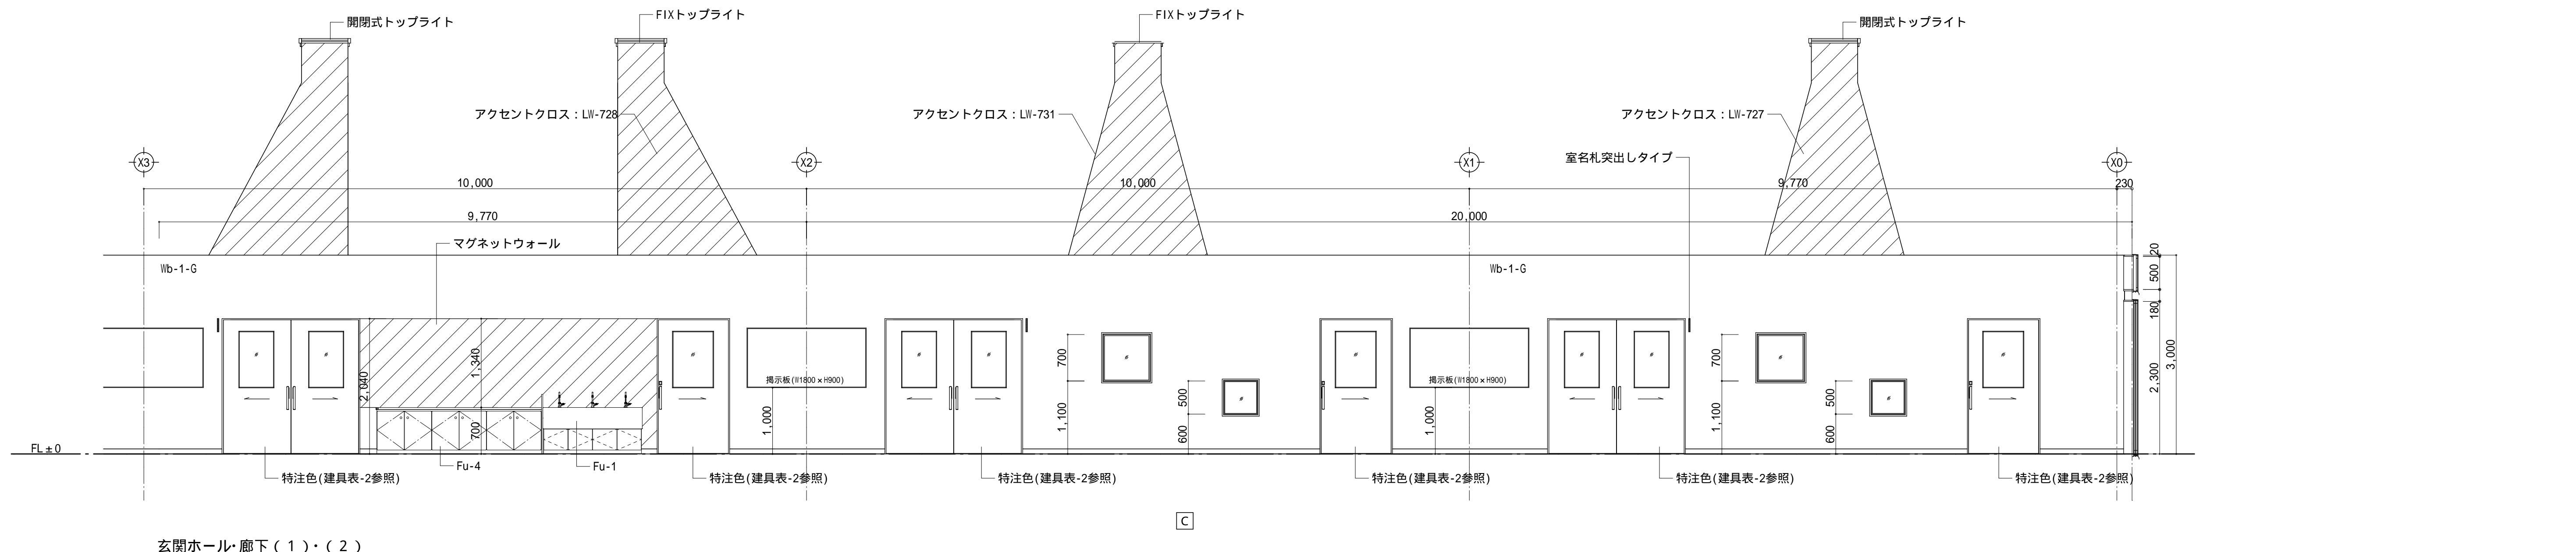 開閉式トップライト
FIXトップライト
FIXトップライト
開閉式トップライト
アクセントクロス：LW-728
アクセントクロス：LW-731
アクセントクロス：LW-727
室名札突出しタイプ
X3
X2
X1
X0
10,000
10,000
9,770
230
9,770
20,000
マグネットウォール
Wb-1-G
Wb-1-G
20
500
180
2,300
3,000
2,040
1,340
700
掲示板(W1800×H900)
1,000
700
1,100
500
600
掲示板(W1800×H900)
1,000
700
1,100
500
600
FL±0
Fu-4
Fu-1
特注色(建具表-2参照)
特注色(建具表-2参照)
特注色(建具表-2参照)
特注色(建具表-2参照)
特注色(建具表-2参照)
特注色(建具表-2参照)
C
玄関ホール・廊下(1)・(2)